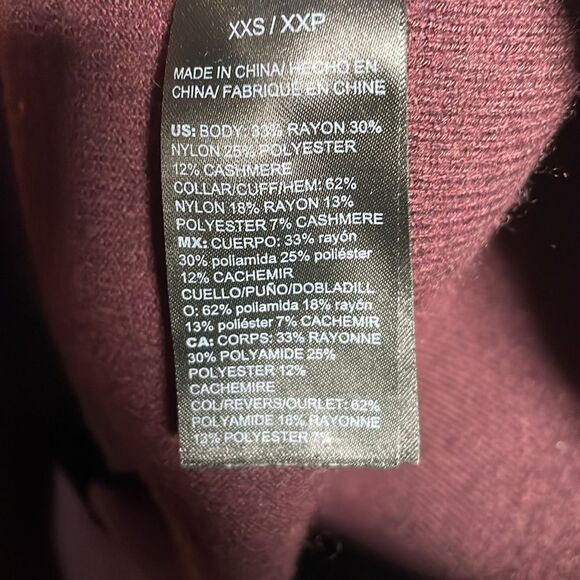 XXS / XXP
MADE IN CHINA/ HECHO EN
CHINA/ FABRIQUE EN CHINE
US: BODY: 33% RAYON 30%
NYLON 25% POLYESTER
12% CASHMERE
COLLAR/CUFF/HEM: 62%
NYLON 18% RAYON 13%
POLYESTER 7% CASHMERE
MX: CUERPO: 33% rayón
30% poliamida 25% poliéster
12% CACHEMIR
CUELLO/PUÑO/DOBLADILL
O: 62% poliamida 18% rayón
13% poliéster 7% CACHEMIR
CA: CORPS: 33% RAYONNE
30% POLYAMIDE 25%
POLYESTER 12%
CACHEMIRE
COL/REVERS/OURLET: 62%
POLYAMIDE 18% RAYONNE
13% POLYESTER 7%